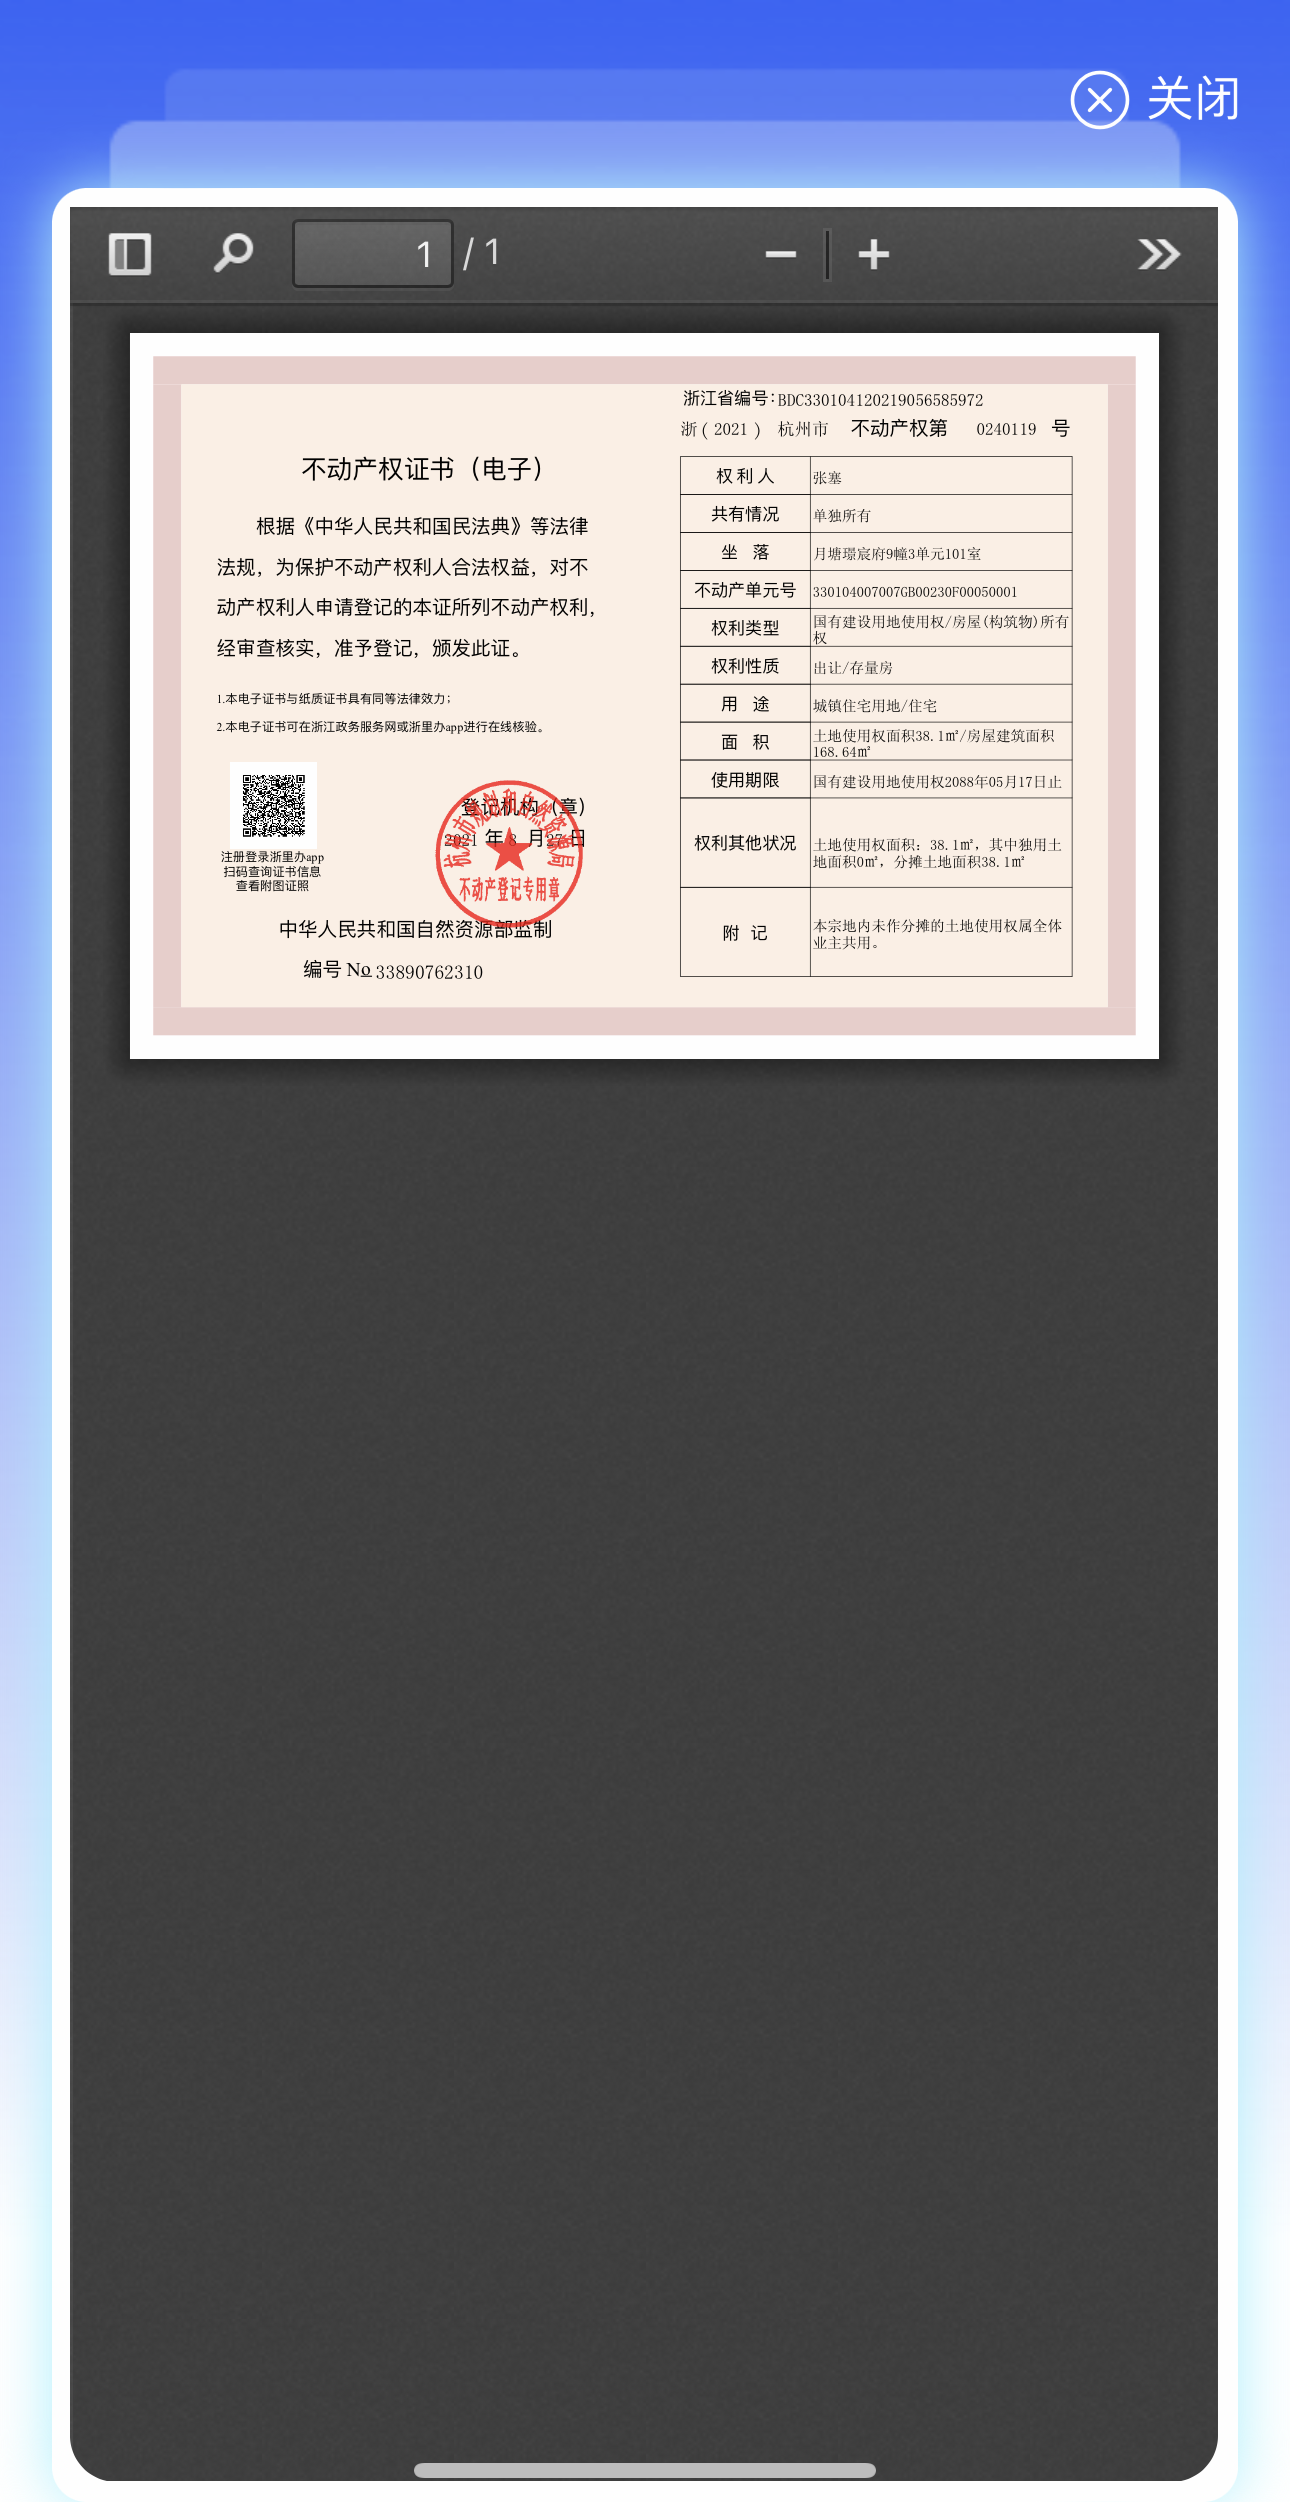 关闭
1 / 1
不动产权证书（电子）
根据《中华人民共和国民法典》等法律
法规，为保护不动产权利人合法权益，对不
动产权利人申请登记的本证所列不动产权利，
经审查核实，准予登记，颁发此证。
1.本电子证书与纸质证书具有同等法律效力；
2.本电子证书可在浙江政务服务网或浙里办app进行在线核验。
注册登录浙里办app
扫码查询证书信息
查看附图证照
登记机构（章）
2021 年 8 月27 日
杭州市规划和自然资源局
不动产登记专用章
中华人民共和国自然资源部监制
编号 No 33890762310
浙江省编号：BDC330104120219056585972
浙（ 2021 ） 杭州市 不动产权第 0240119 号
权利人 张塞
共有情况 单独所有
坐 落 月塘璟宸府9幢3单元101室
不动产单元号 330104007007GB00230F00050001
权利类型 国有建设用地使用权/房屋(构筑物)所有
权
权利性质 出让/存量房
用 途 城镇住宅用地/住宅
面 积 土地使用权面积38.1㎡/房屋建筑面积
168.64㎡
使用期限 国有建设用地使用权2088年05月17日止
权利其他状况 土地使用权面积：38.1㎡，其中独用土
地面积0㎡，分摊土地面积38.1㎡
附 记 本宗地内未作分摊的土地使用权属全体
业主共用。